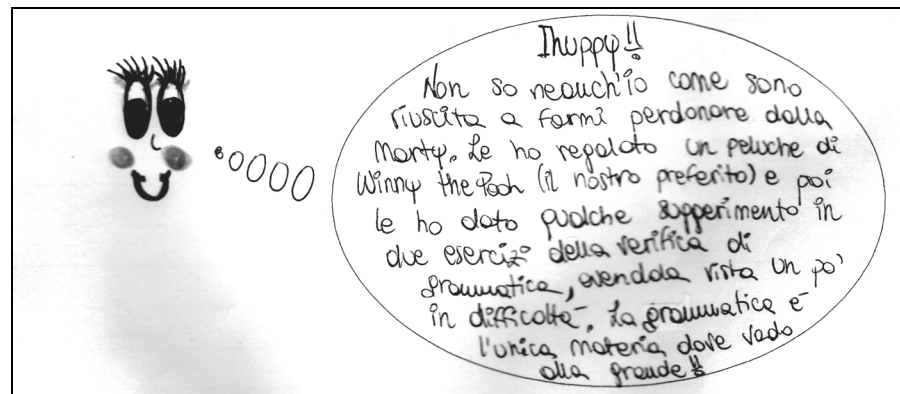 Ihuppy!!
Non so neanch'io come sono
riuscita a farmi perdonare dalla
Marty. Le ho regalato un peluche di
Winny the Pooh (il nostro preferito) e poi
le ho dato qualche suggerimento in
due esercizi della verifica di
grammatica, avendola vista un po'
in difficoltà. La grammatica è
l'unica materia dove vado
alla grande!!